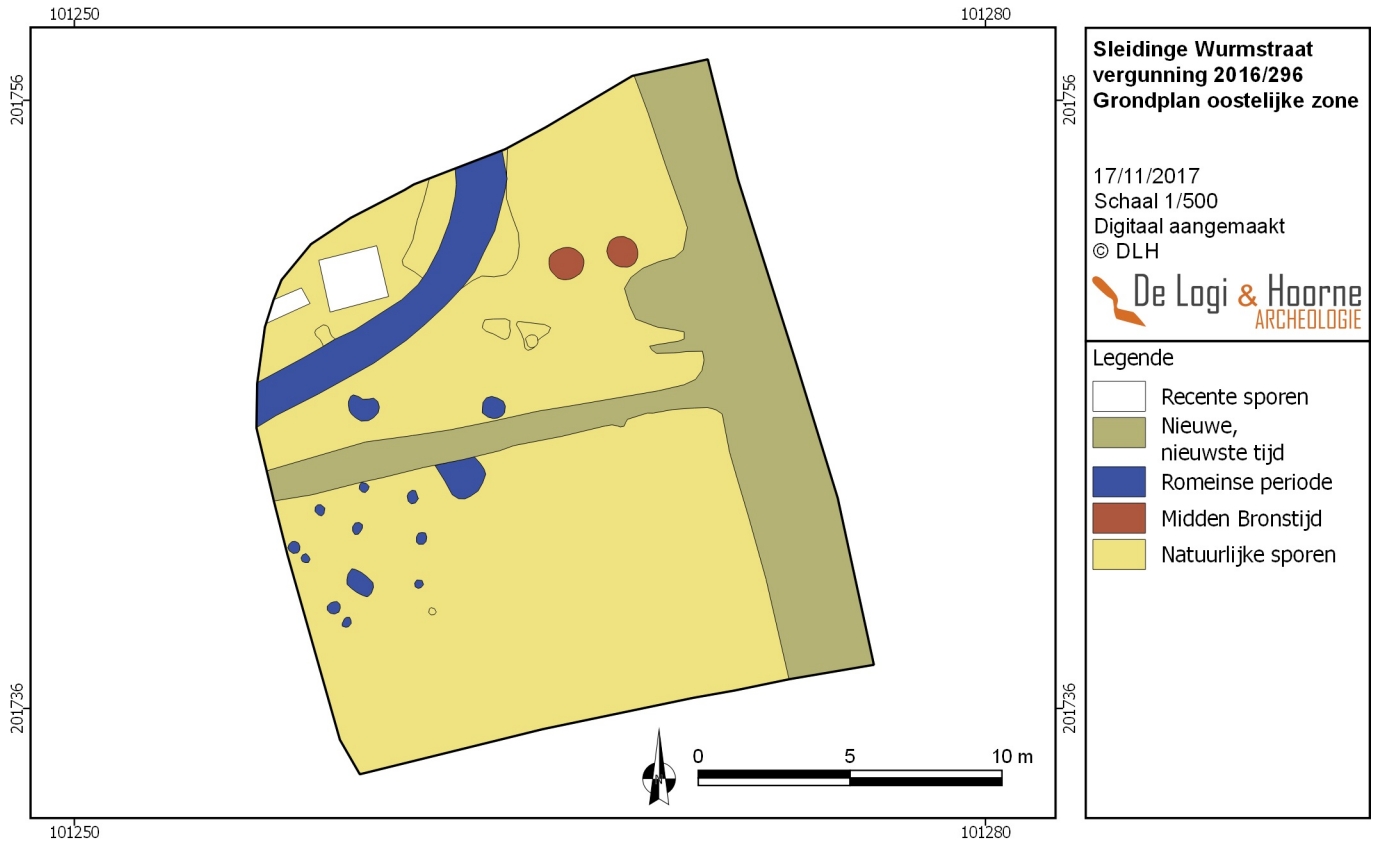 101250
101280
201756
201756
201736
201736
N
0
5
10 m
101250
101280
Sleidinge Wurmstraat
vergunning 2016/296
Grondplan oostelijke zone
17/11/2017
Schaal 1/500
Digitaal aangemaakt
© DLH
De Logi & Hoorne
ARCHEOLOGIE
Legende
Recente sporen
Nieuwe,
nieuwste tijd
Romeinse periode
Midden Bronstijd
Natuurlijke sporen